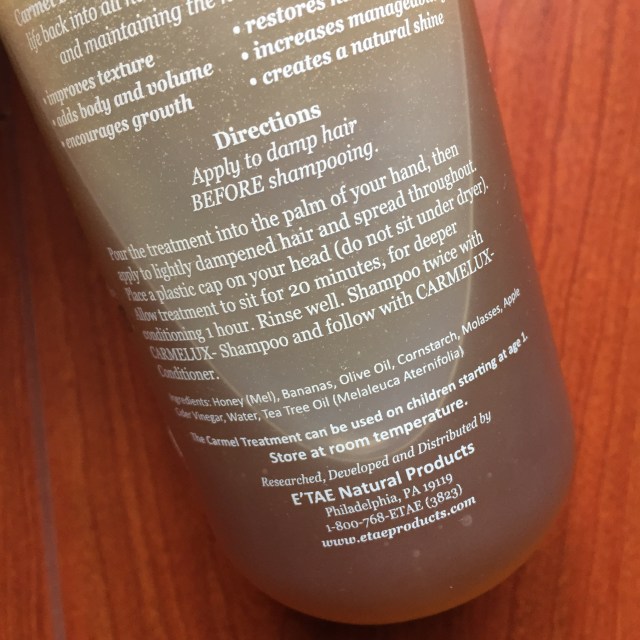 Carmel
life back into all
and maintaining the
• improves texture
• adds body and volume
• encourages growth
• restores
• increases manageability
• creates a natural shine
Directions
Apply to damp hair
BEFORE shampooing.
Pour the treatment into the palm of your hand, then
apply to lightly dampened hair and spread throughout.
Place a plastic cap on your head (do not sit under dryer).
Allow treatment to sit for 20 minutes, for deeper
conditioning 1 hour. Rinse well. Shampoo twice with
CARMELUX- Shampoo and follow with CARMELUX-
Conditioner.
Ingredients: Honey (Mel), Bananas, Olive Oil, Cornstarch, Molasses, Apple
Cider Vinegar, Water, Tea Tree Oil (Melaleuca Aternifolia)
The Carmel Treatment can be used on children starting at age 1.
Store at room temperature.
Researched, Developed and Distributed by
E'TAE Natural Products
Philadelphia, PA 19119
1-800-768-ETAE (3823)
www.etaeproducts.com